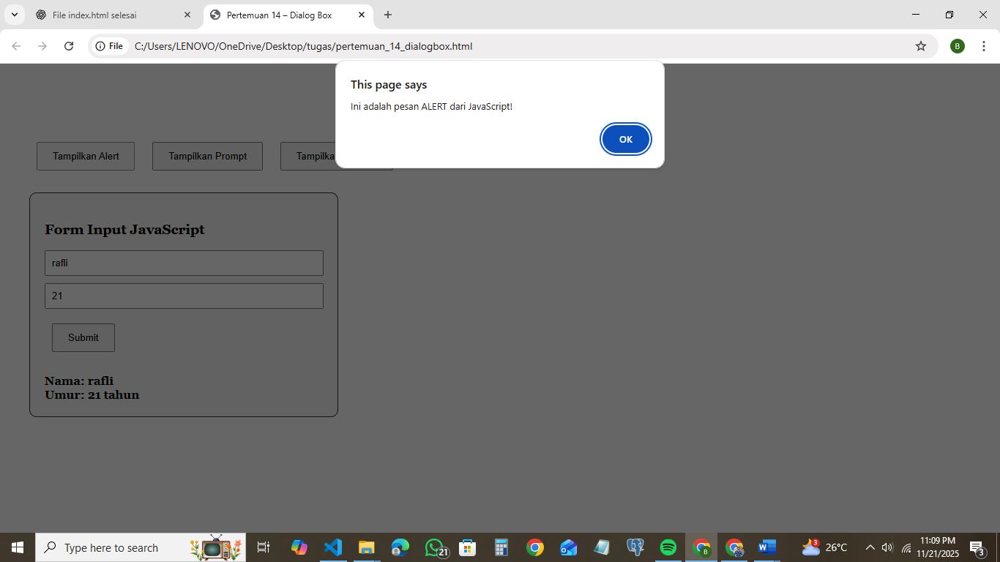 File index.html selesai
Pertemuan 14 – Dialog Box
File
C:/Users/LENOVO/OneDrive/Desktop/tugas/pertemuan_14_dialogbox.html
B
This page says
Ini adalah pesan ALERT dari JavaScript!
OK
Tampilkan Alert
Tampilkan Prompt
Form Input JavaScript
rafli
21
Submit
Nama: rafli
Umur: 21 tahun
Type here to search
21
B
3
26°C
11:09 PM
11/21/2025
3